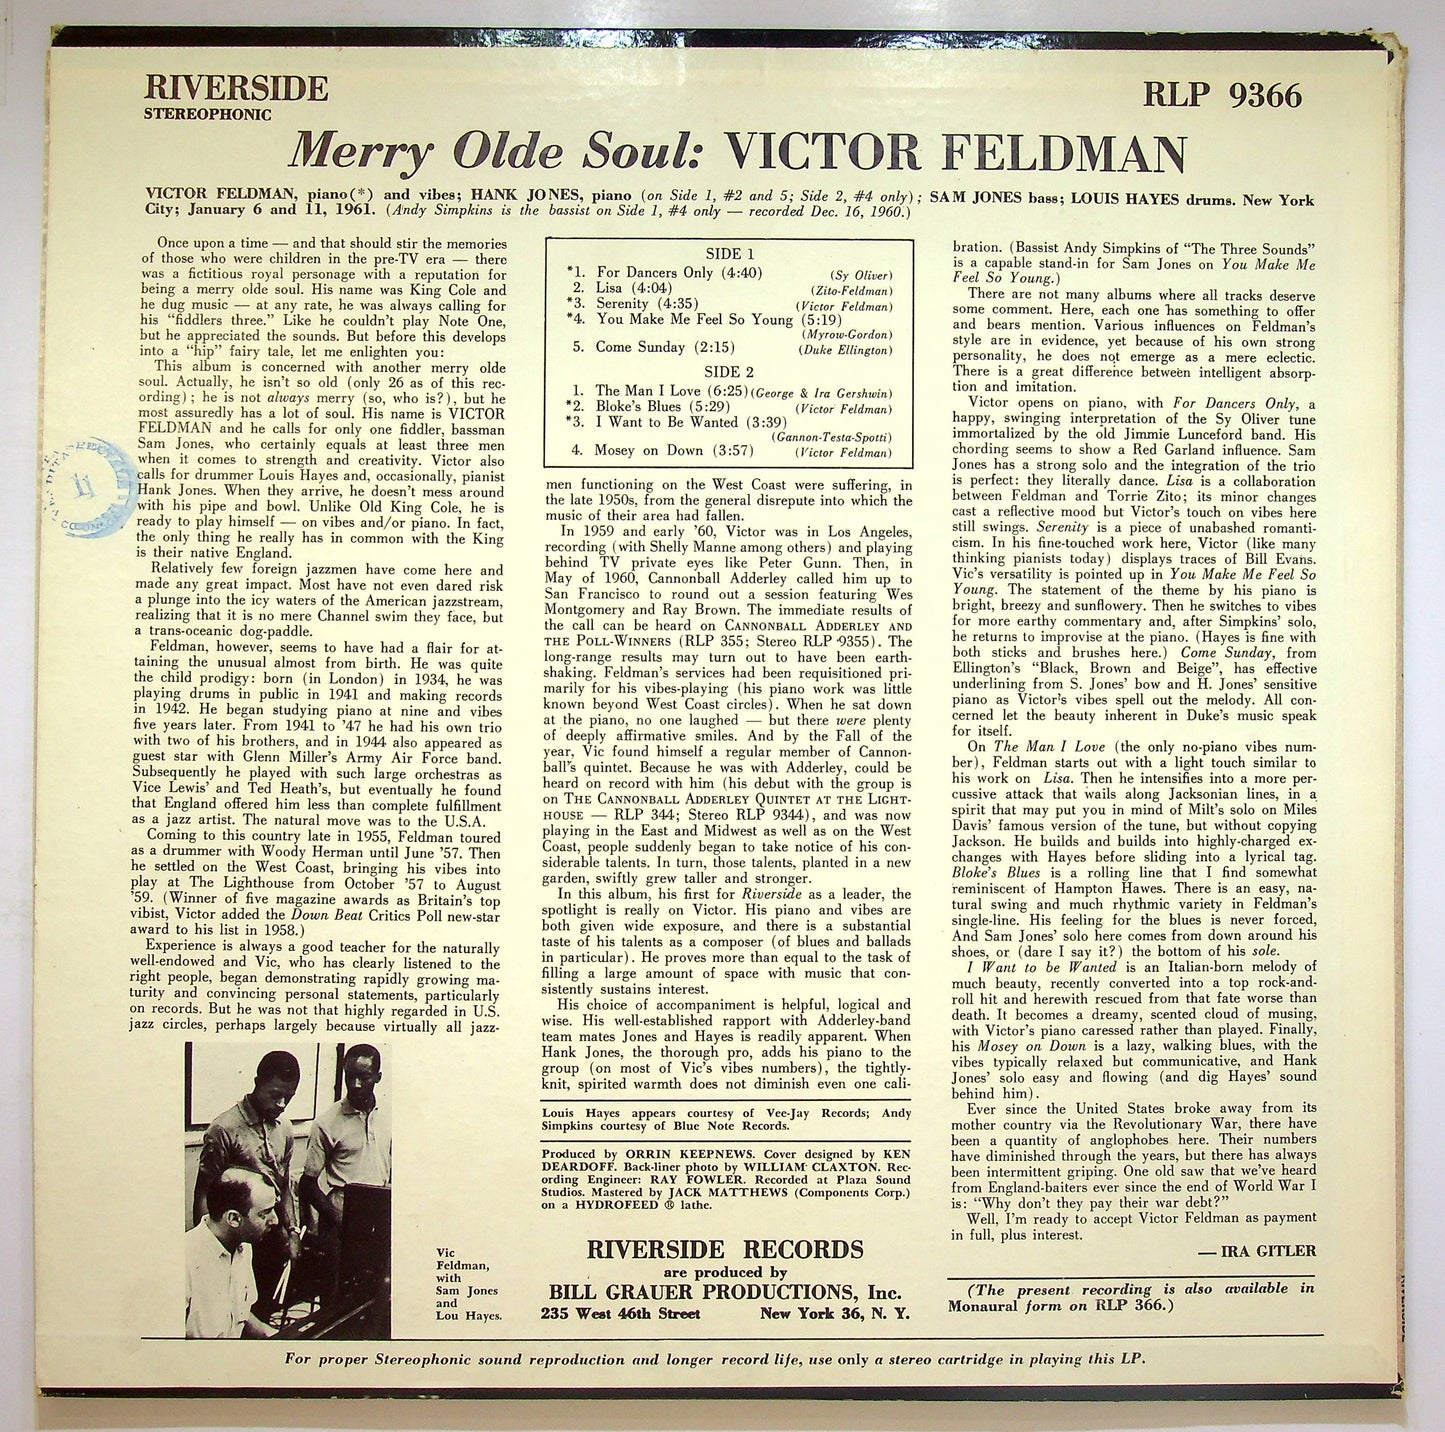 RIVERSIDE
STEREOPHONIC
RLP 9366
Merry Olde Soul: VICTOR FELDMAN
VICTOR FELDMAN, piano(*) and vibes; HANK JONES, piano (on Side 1, #2 and 5; Side 2, #4 only); SAM JONES bass; LOUIS HAYES drums. New York
City; January 6 and 11, 1961. (Andy Simpkins is the bassist on Side 1, #4 only — recorded Dec. 16, 1960.)
Once upon a time — and that should stir the memories
of those who were children in the pre-TV era — there
was a fictitious royal personage with a reputation for
being a merry olde soul. His name was King Cole and
he dug music — at any rate, he was always calling for
his "fiddlers three." Like he couldn't play Note One,
but he appreciated the sounds. But before this develops
into a "hip" fairy tale, let me enlighten you:
This album is concerned with another merry olde
soul. Actually, he isn't so old (only 26 as of this rec-
ording); he is not always merry (so, who is?), but he
most assuredly has a lot of soul. His name is VICTOR
FELDMAN and he calls for only one fiddler, bassman
Sam Jones, who certainly equals at least three men
when it comes to strength and creativity. Victor also
calls for drummer Louis Hayes and, occasionally, pianist
Hank Jones. When they arrive, he doesn't mess around
with his pipe and bowl. Unlike Old King Cole, he is
ready to play himself — on vibes and/or piano. In fact,
the only thing he really has in common with the King
is their native England.
Relatively few foreign jazzmen have come here and
made any great impact. Most have not even dared risk
a plunge into the icy waters of the American jazzstream,
realizing that it is no mere Channel swim they face, but
a trans-oceanic dog-paddle.
Feldman, however, seems to have had a flair for at-
taining the unusual almost from birth. He was quite
the child prodigy: born (in London) in 1934, he was
playing drums in public in 1941 and making records
in 1942. He began studying piano at nine and vibes
five years later. From 1941 to '47 he had his own trio
with two of his brothers, and in 1944 also appeared as
guest star with Glenn Miller's Army Air Force band.
Subsequently he played with such large orchestras as
Vice Lewis' and Ted Heath's, but eventually he found
that England offered him less than complete fulfillment
as a jazz artist. The natural move was to the U.S.A.
Coming to this country late in 1955, Feldman toured
as a drummer with Woody Herman until June '57. Then
he settled on the West Coast, bringing his vibes into
play at The Lighthouse from October '57 to August
'59. (Winner of five magazine awards as Britain's top
vibist, Victor added the Down Beat Critics Poll new-star
award to his list in 1958.)
Experience is always a good teacher for the naturally
well-endowed and Vic, who has clearly listened to the
right people, began demonstrating rapidly growing ma-
turity and convincing personal statements, particularly
on records. But he was not that highly regarded in U.S.
jazz circles, perhaps largely because virtually all jazz-
Vic
Feldman,
with
Sam Jones
and
Lou Hayes.
SIDE 1
*1. For Dancers Only (4:40) (Sy Oliver)
2. Lisa (4:04) (Zito-Feldman)
*3. Serenity (4:35) (Victor Feldman)
*4. You Make Me Feel So Young (5:19)
(Myrow-Gordon)
5. Come Sunday (2:15) (Duke Ellington)
SIDE 2
1. The Man I Love (6:25) (George & Ira Gershwin)
*2. Bloke's Blues (5:29) (Victor Feldman)
*3. I Want to Be Wanted (3:39)
(Gannon-Testa-Spotti)
4. Mosey on Down (3:57) (Victor Feldman)
men functioning on the West Coast were suffering, in
the late 1950s, from the general disrepute into which the
music of their area had fallen.
In 1959 and early '60, Victor was in Los Angeles,
recording (with Shelly Manne among others) and playing
behind TV private eyes like Peter Gunn. Then, in
May of 1960, Cannonball Adderley called him up to
San Francisco to round out a session featuring Wes
Montgomery and Ray Brown. The immediate results of
the call can be heard on CANNONBALL ADDERLEY AND
THE POLL-WINNERS (RLP 355; Stereo RLP 9355). The
long-range results may turn out to have been earth-
shaking. Feldman's services had been requisitioned pri-
marily for his vibes-playing (his piano work was little
known beyond West Coast circles). When he sat down
at the piano, no one laughed — but there were plenty
of deeply affirmative smiles. And by the Fall of the
year, Vic found himself a regular member of Cannon-
ball's quintet. Because he was with Adderley, could be
heard on record with him (his debut with the group is
on THE CANNONBALL ADDERLEY QUINTET AT THE LIGHT-
HOUSE — RLP 344; Stereo RLP 9344), and was now
playing in the East and Midwest as well as on the West
Coast, people suddenly began to take notice of his con-
siderable talents. In turn, those talents, planted in a new
garden, swiftly grew taller and stronger.
In this album, his first for Riverside as a leader, the
spotlight is really on Victor. His piano and vibes are
both given wide exposure, and there is a substantial
taste of his talents as a composer (of blues and ballads
in particular). He proves more than equal to the task of
filling a large amount of space with music that con-
sistently sustains interest.
His choice of accompaniment is helpful, logical and
wise. His well-established rapport with Adderley-band
team mates Jones and Hayes is readily apparent. When
Hank Jones, the thorough pro, adds his piano to the
group (on most of Vic's vibes numbers), the tightly-
knit, spirited warmth does not diminish even one cali-
Louis Hayes appears courtesy of Vee-Jay Records; Andy
Simpkins courtesy of Blue Note Records.
Produced by ORRIN KEEPNEWS. Cover designed by KEN
DEARDOFF. Back-liner photo by WILLIAM CLAXTON. Rec-
ording Engineer: RAY FOWLER. Recorded at Plaza Sound
Studios. Mastered by JACK MATTHEWS (Components Corp.)
on a HYDROFEED ® lathe.
RIVERSIDE RECORDS
are produced by
BILL GRAUER PRODUCTIONS, Inc.
235 West 46th Street New York 36, N. Y.
bration. (Bassist Andy Simpkins of "The Three Sounds"
is a capable stand-in for Sam Jones on You Make Me
Feel So Young.)
There are not many albums where all tracks deserve
some comment. Here, each one has something to offer
and bears mention. Various influences on Feldman's
style are in evidence, yet because of his own strong
personality, he does not emerge as a mere eclectic.
There is a great difference between intelligent absorp-
tion and imitation.
Victor opens on piano, with For Dancers Only, a
happy, swinging interpretation of the Sy Oliver tune
immortalized by the old Jimmie Lunceford band. His
chording seems to show a Red Garland influence. Sam
Jones has a strong solo and the integration of the trio
is perfect: they literally dance. Lisa is a collaboration
between Feldman and Torrie Zito; its minor changes
cast a reflective mood but Victor's touch on vibes here
still swings. Serenity is a piece of unabashed romanti-
cism. In his fine-touched work here, Victor (like many
thinking pianists today) displays traces of Bill Evans.
Vic's versatility is pointed up in You Make Me Feel So
Young. The statement of the theme by his piano is
bright, breezy and sunflowery. Then he switches to vibes
for more earthy commentary and, after Simpkins' solo,
he returns to improvise at the piano. (Hayes is fine with
both sticks and brushes here.) Come Sunday, from
Ellington's "Black, Brown and Beige", has effective
underlining from S. Jones' bow and H. Jones' sensitive
piano as Victor's vibes spell out the melody. All con-
cerned let the beauty inherent in Duke's music speak
for itself.
On The Man I Love (the only no-piano vibes num-
ber), Feldman starts out with a light touch similar to
his work on Lisa. Then he intensifies into a more per-
cussive attack that wails along Jacksonian lines, in a
spirit that may put you in mind of Milt's solo on Miles
Davis' famous version of the tune, but without copying
Jackson. He builds and builds into highly-charged ex-
changes with Hayes before sliding into a lyrical tag.
Bloke's Blues is a rolling line that I find somewhat
reminiscent of Hampton Hawes. There is an easy, na-
tural swing and much rhythmic variety in Feldman's
single-line. His feeling for the blues is never forced,
And Sam Jones' solo here comes from down around his
shoes, or (dare I say it?) the bottom of his sole.
I Want to be Wanted is an Italian-born melody of
much beauty, recently converted into a top rock-and-
roll hit and herewith rescued from that fate worse than
death. It becomes a dreamy, scented cloud of musing,
with Victor's piano caressed rather than played. Finally,
his Mosey on Down is a lazy, walking blues, with the
vibes typically relaxed but communicative, and Hank
Jones' solo easy and flowing (and dig Hayes' sound
behind him).
Ever since the United States broke away from its
mother country via the Revolutionary War, there have
been a quantity of anglophobes here. Their numbers
have diminished through the years, but there has always
been intermittent griping. One old saw that we've heard
from England-baiters ever since the end of World War I
is: "Why don't they pay their war debt?"
Well, I'm ready to accept Victor Feldman as payment
in full, plus interest.
— IRA GITLER
(The present recording is also available in
Monaural form on RLP 366.)
For proper Stereophonic sound reproduction and longer record life, use only a stereo cartridge in playing this LP.